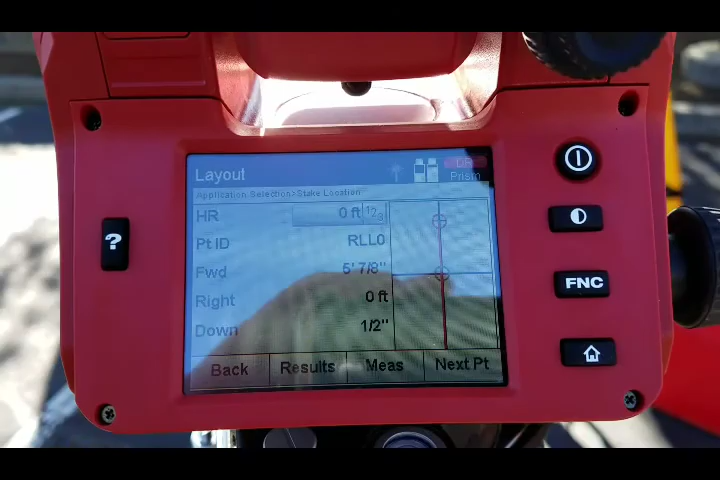 Layout
Prism
Application Selection>Stake Location
HR 0 ft
Pt ID RLL0
Fwd 5' 7/8"
Right 0 ft
Down 1/2"
Back Results Meas Next Pt
?
FNC